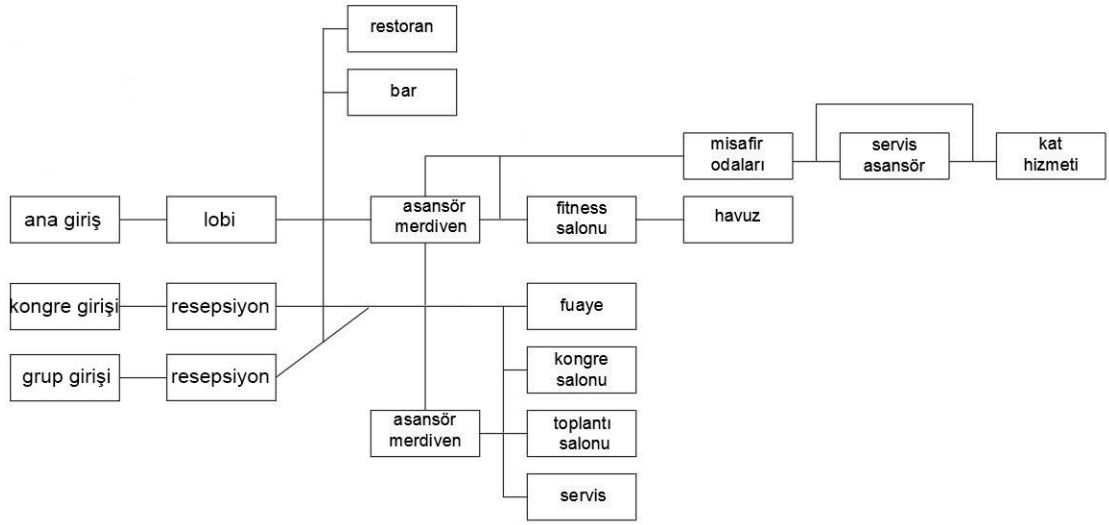 restoran
bar
misafir
odaları
servis
asansör
kat
hizmeti
ana giriş
lobi
asansör
merdiven
fitness
salonu
havuz
kongre girişi
resepsiyon
fuaye
grup girişi
resepsiyon
kongre
salonu
asansör
merdiven
toplantı
salonu
servis